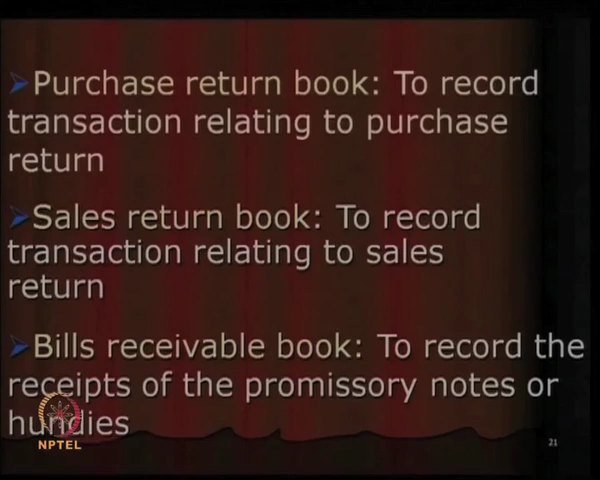 ➢Purchase return book: To record
transaction relating to purchase
return
➢Sales return book: To record
transaction relating to sales
return
➢Bills receivable book: To record the
receipts of the promissory notes or
hundies
NPTEL
21